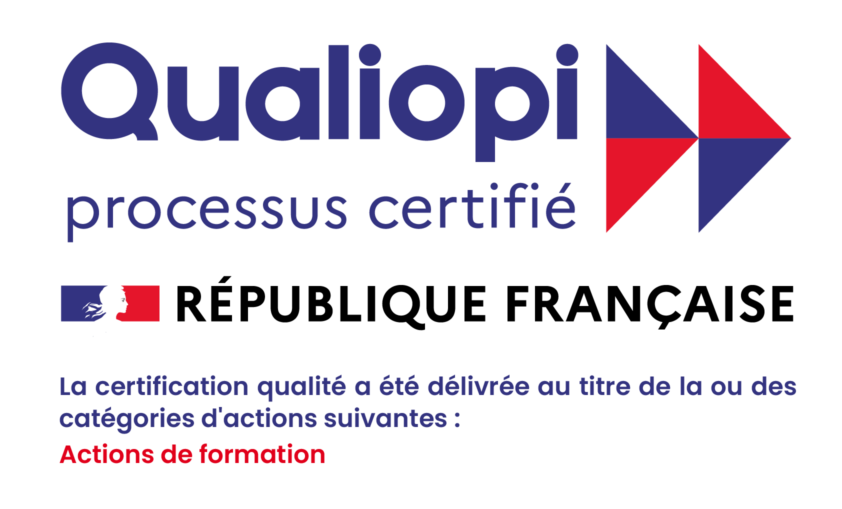 Qualiopi
processus certifié
RÉPUBLIQUE FRANÇAISE
La certification qualité a été délivrée au titre de la ou des
catégories d'actions suivantes :
Actions de formation